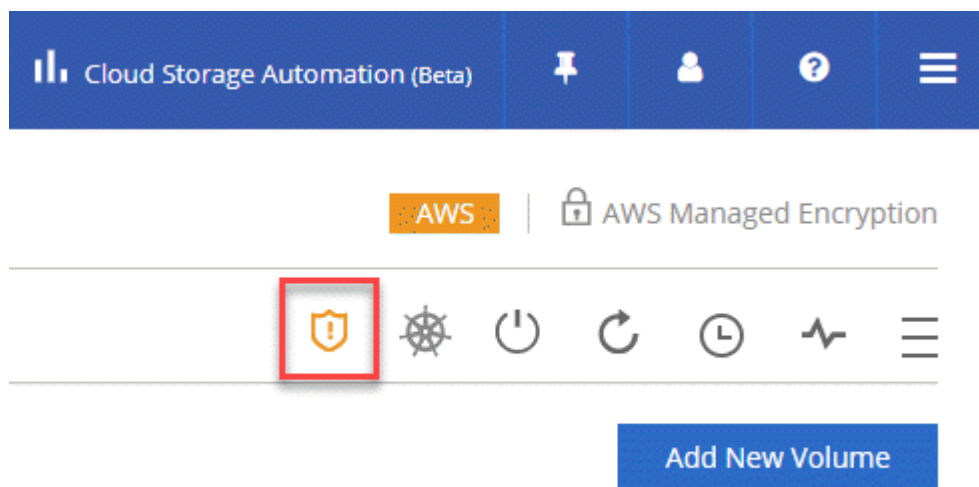 Cloud Storage Automation (Beta)
AWS
AWS Managed Encryption
Add New Volume